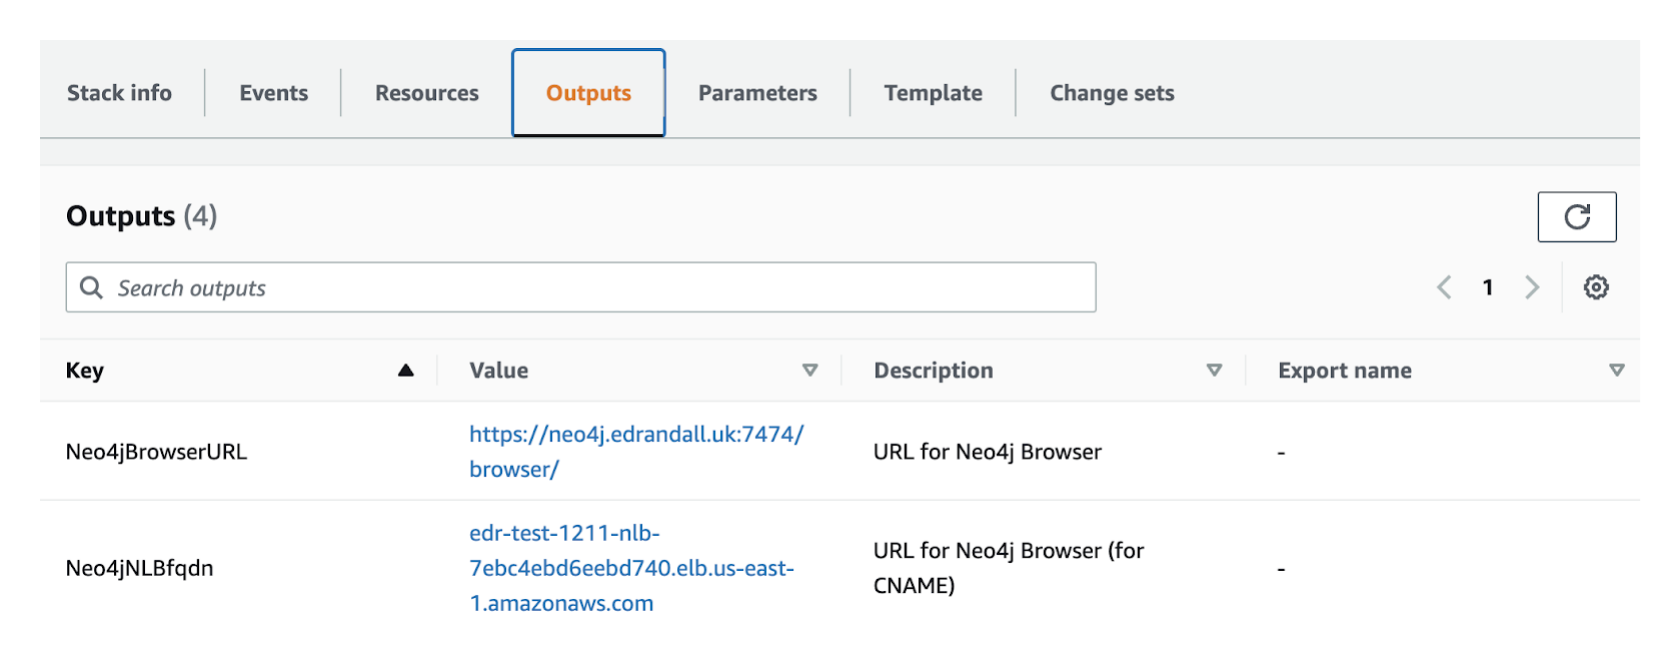 Stack info Events Resources Outputs Parameters Template Change sets
Outputs (4)
Search outputs
1
Key Value Description Export name
Neo4jBrowserURL
https://neo4j.edrandall.uk:7474/
browser/
URL for Neo4j Browser
-
Neo4jNLBfqdn
edr-test-1211-nlb-
7ebc4ebd6eebd740.elb.us-east-
1.amazonaws.com
URL for Neo4j Browser (for
CNAME)
-